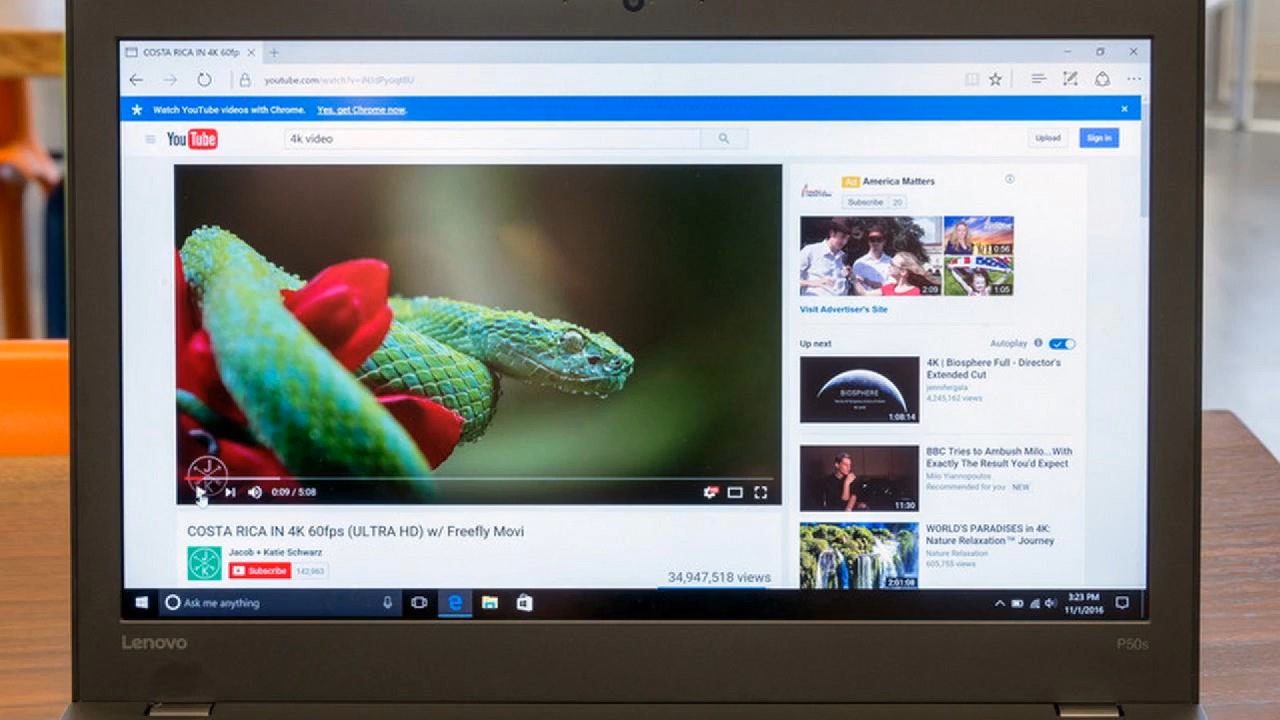 COSTA RICA IN 4K 60fp
youtube.com/watch?v=
Watch YouTube videos with Chrome. Yes, get Chrome now.
YouTube
4k video
Upload
Sign in
Ad America Matters
Subscribe 20
2:09
0:56
1:05
Visit Advertiser's Site
Up next
Autoplay
BIOSPHERE
1:08:14
4K | Biosphere Full - Director's
Extended Cut
jennifergala
4,245,162 views
11:30
BBC Tries to Ambush Milo...With
Exactly The Result You'd Expect
Milo Yiannopoulos
Recommended for you NEW
2:01:08
WORLD'S PARADISES in 4K:
Nature Relaxation™ Journey
Nature Relaxation
605,755 views
J
K
0:09 / 5:08
COSTA RICA IN 4K 60fps (ULTRA HD) w/ Freefly Movi
Jacob + Katie Schwarz
Subscribe 142,963
34,947,518 views
Ask me anything
3:23 PM
11/1/2016
Lenovo
P50s